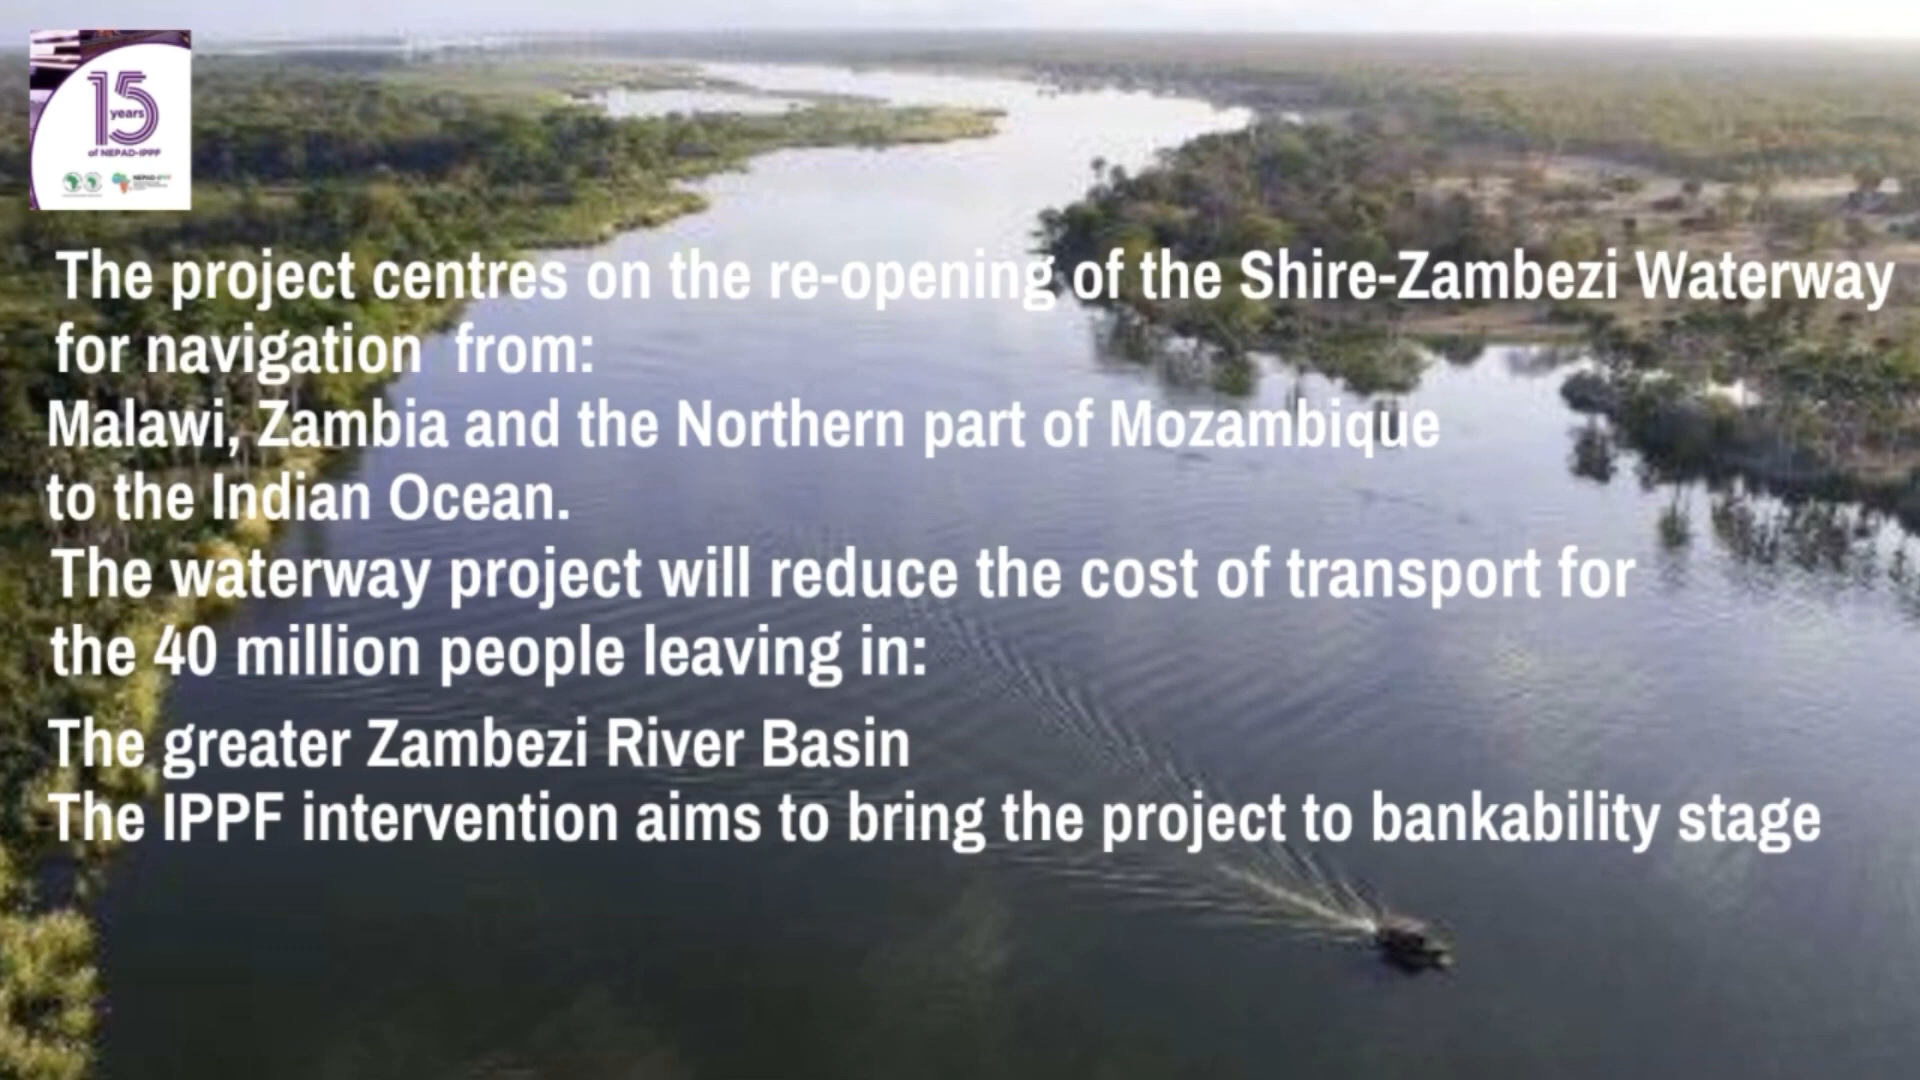 15
years
of NEPAD-IPPF
The project centres on the re-opening of the Shire-Zambezi Waterway
for navigation from:
Malawi, Zambia and the Northern part of Mozambique
to the Indian Ocean.
The waterway project will reduce the cost of transport for
the 40 million people leaving in:
The greater Zambezi River Basin
The IPPF intervention aims to bring the project to bankability stage